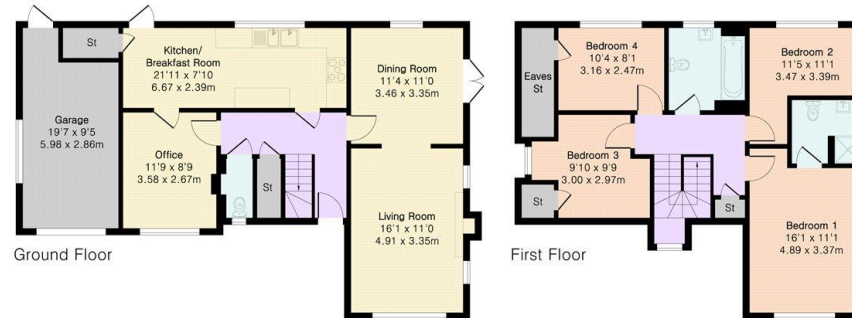 St
Kitchen/
Breakfast Room
21'11 x 7'10
6.67 x 2.39m
Dining Room
11'4 x 11'0
3.46 x 3.35m
Garage
19'7 x 9'5
5.98 x 2.86m
Office
11'9 x 8'9
3.58 x 2.67m
St
Living Room
16'1 x 11'0
4.91 x 3.35m
Ground Floor
Eaves
St
Bedroom 4
10'4 x 8'1
3.16 x 2.47m
Bedroom 2
11'5 x 11'1
3.47 x 3.39m
Bedroom 3
9'10 x 9'9
3.00 x 2.97m
St
St
Bedroom 1
16'1 x 11'1
4.89 x 3.37m
First Floor